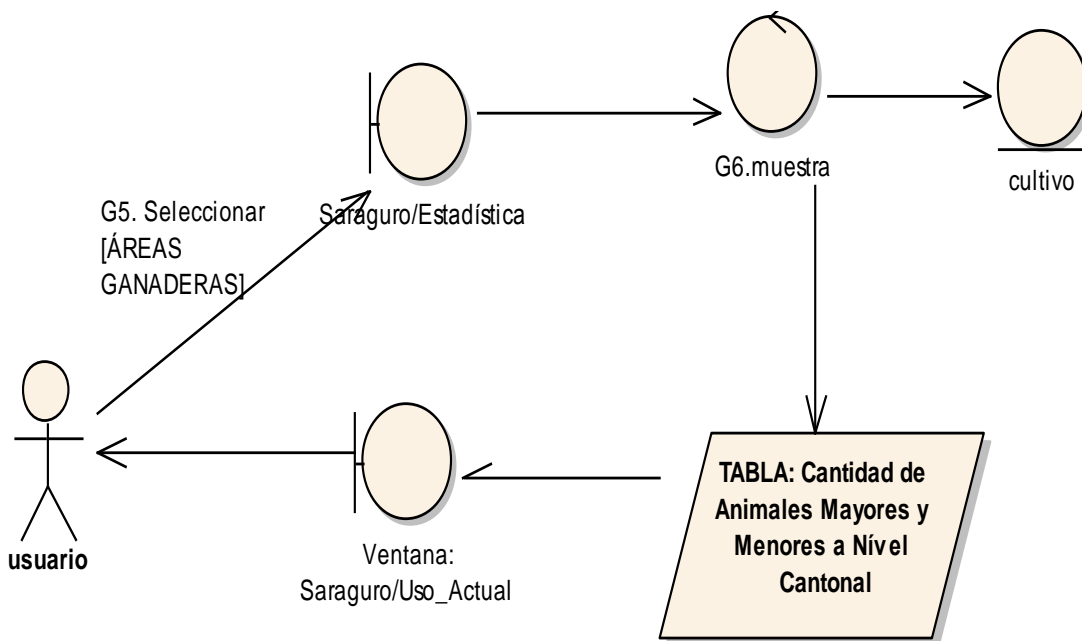 G6.muestra
cultivo
Saraguro/Estadística
G5. Seleccionar
[ÁREAS
GANADERAS]
usuario
Ventana:
Saraguro/Uso_Actual
TABLA: Cantidad de
Animales Mayores y
Menores a Nível
Cantonal